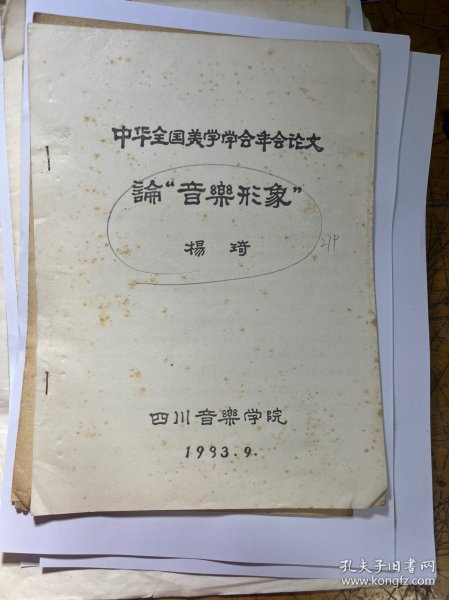 中华全国美学学会年会论文
論“音樂形象”
楊琦
21P
四川音樂学院
1993.9.
孔夫子旧书网
www.kongfz.com